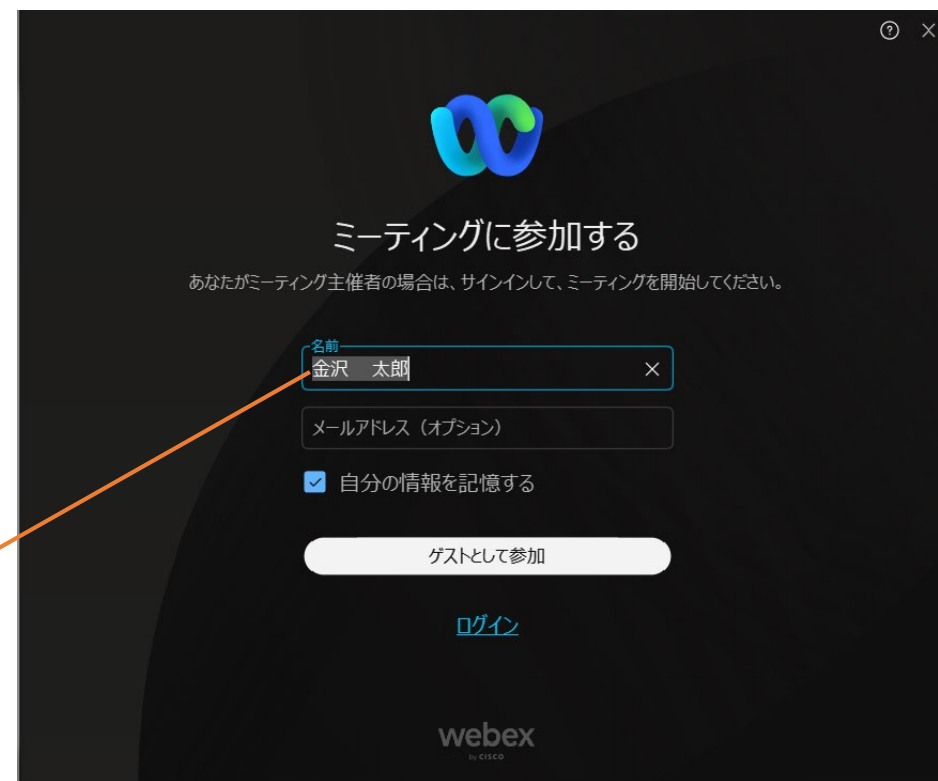 ミーティングに参加する
あなたがミーティング主催者の場合は、サインインして、ミーティングを開始してください。
名前
金沢　太郎
メールアドレス（オプション）
自分の情報を記憶する
ゲストとして参加
ログイン
webex
by CISCO